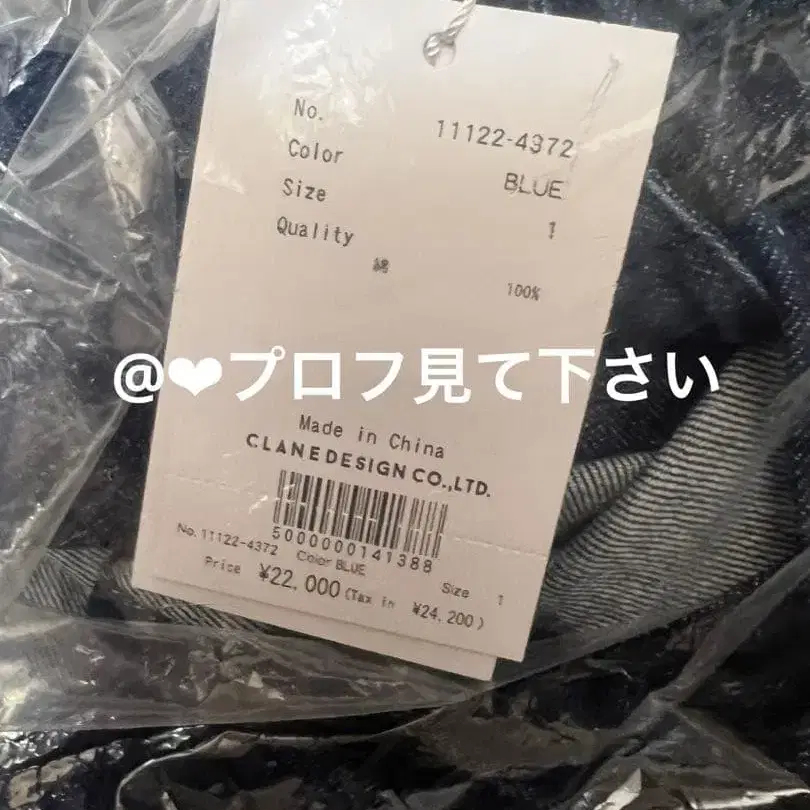 No. 11122-4372
Color BLUE
Size 1
Quality
綿 100%
@❤プロフ見て下さい
Made in China
CLANE DESIGN CO.,LTD.
5000000141388
No. 11122-4372 Color BLUE Size 1
Price ¥22,000 (Tax in ¥24,200)